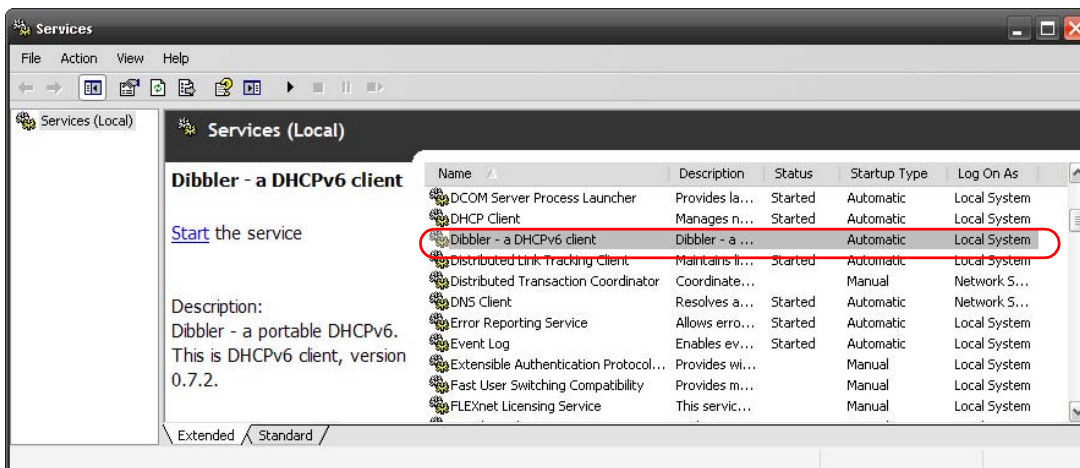 Services
File Action View Help
Services (Local)
Services (Local)
Dibbler - a DHCPv6 client
Start the service
Description:
Dibbler - a portable DHCPv6.
This is DHCPv6 client, version
0.7.2.
Name Description Status Startup Type Log On As
DCOM Server Process Launcher Provides la... Started Automatic Local System
DHCP Client Manages n... Started Automatic Local System
Dibbler - a DHCPv6 client Dibbler - a ... Automatic Local System
Distributed Link Tracking Client Maintains li... Started Automatic Local System
Distributed Transaction Coordinator Coordinate... Manual Network S...
DNS Client Resolves a... Started Automatic Network S...
Error Reporting Service Allows erro... Started Automatic Local System
Event Log Enables ev... Started Automatic Local System
Extensible Authentication Protocol... Provides wi... Manual Local System
Fast User Switching Compatibility Provides m... Manual Local System
FLEXnet Licensing Service This servic... Manual Local System
Extended Standard